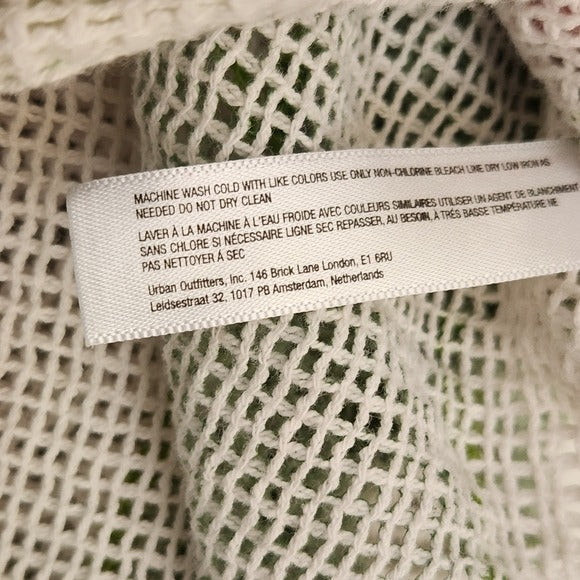 MACHINE WASH COLD WITH LIKE COLORS USE ONLY NON-CHLORINE BLEACH LINE DRY LOW IRON AS
NEEDED DO NOT DRY CLEAN
LAVER À LA MACHINE À L'EAU FROIDE AVEC COULEURS SIMILAIRES UTILISER UN AGENT DE BLANCHIMENT
SANS CHLORE SI NÉCESSAIRE LIGNE SEC REPASSER, AU BESOIN, À TRÈS BASSE TEMPÉRATURE NE
PAS NETTOYER À SEC
Urban Outfitters, Inc. 146 Brick Lane London, E1 6RU
Leidsestraat 32, 1017 PB Amsterdam, Netherlands